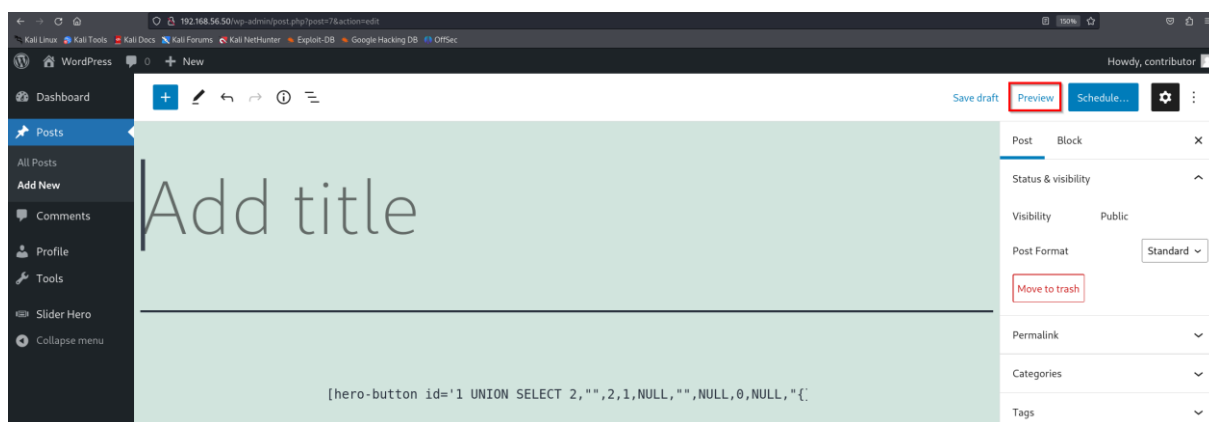 192.168.56.50/wp-admin/post.php?post=7&action=edit
150%
Kali Linux Kali Tools Kali Docs Kali Forums Kali NetHunter Exploit-DB Google Hacking DB OffSec
WordPress 0 + New Howdy, contributor
Dashboard
Posts
All Posts
Add New
Comments
Profile
Tools
Slider Hero
Collapse menu
Save draft Preview Schedule...
Add title
[hero-button id='1 UNION SELECT 2,"",2,1,NULL,"",NULL,0,NULL,"{
Post Block
Status & visibility
Visibility Public
Post Format Standard
Move to trash
Permalink
Categories
Tags